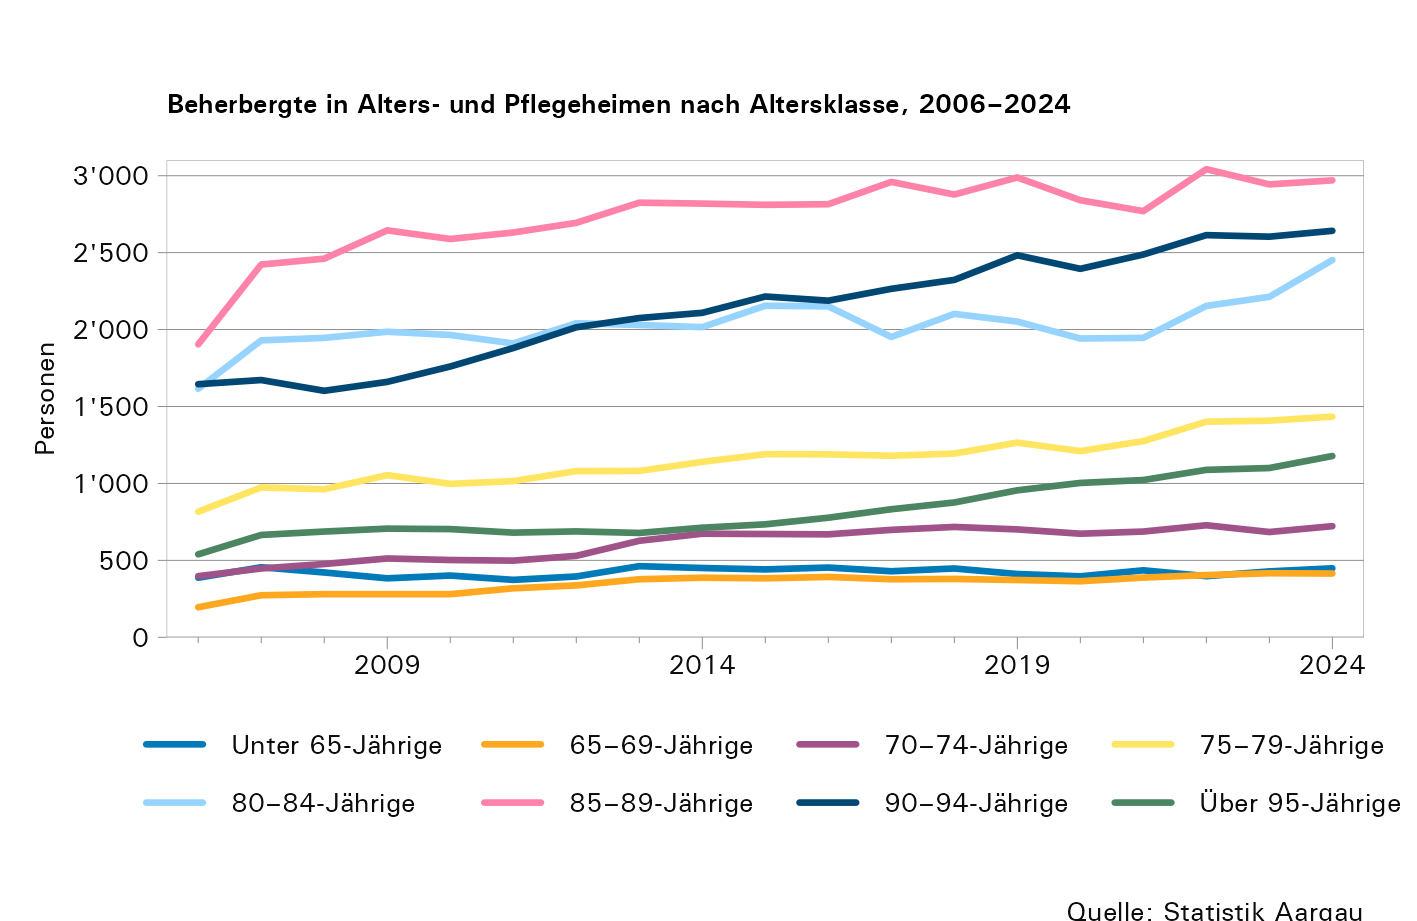 Beherbergte in Alters- und Pflegeheimen nach Altersklasse, 2006–2024
Personen
3'000
2'500
2'000
1'500
1'000
500
0
2009 2014 2019 2024
Unter 65-Jährige 65–69-Jährige 70–74-Jährige 75–79-Jährige
80–84-Jährige 85–89-Jährige 90–94-Jährige Über 95-Jährige
Quelle: Statistik Aargau